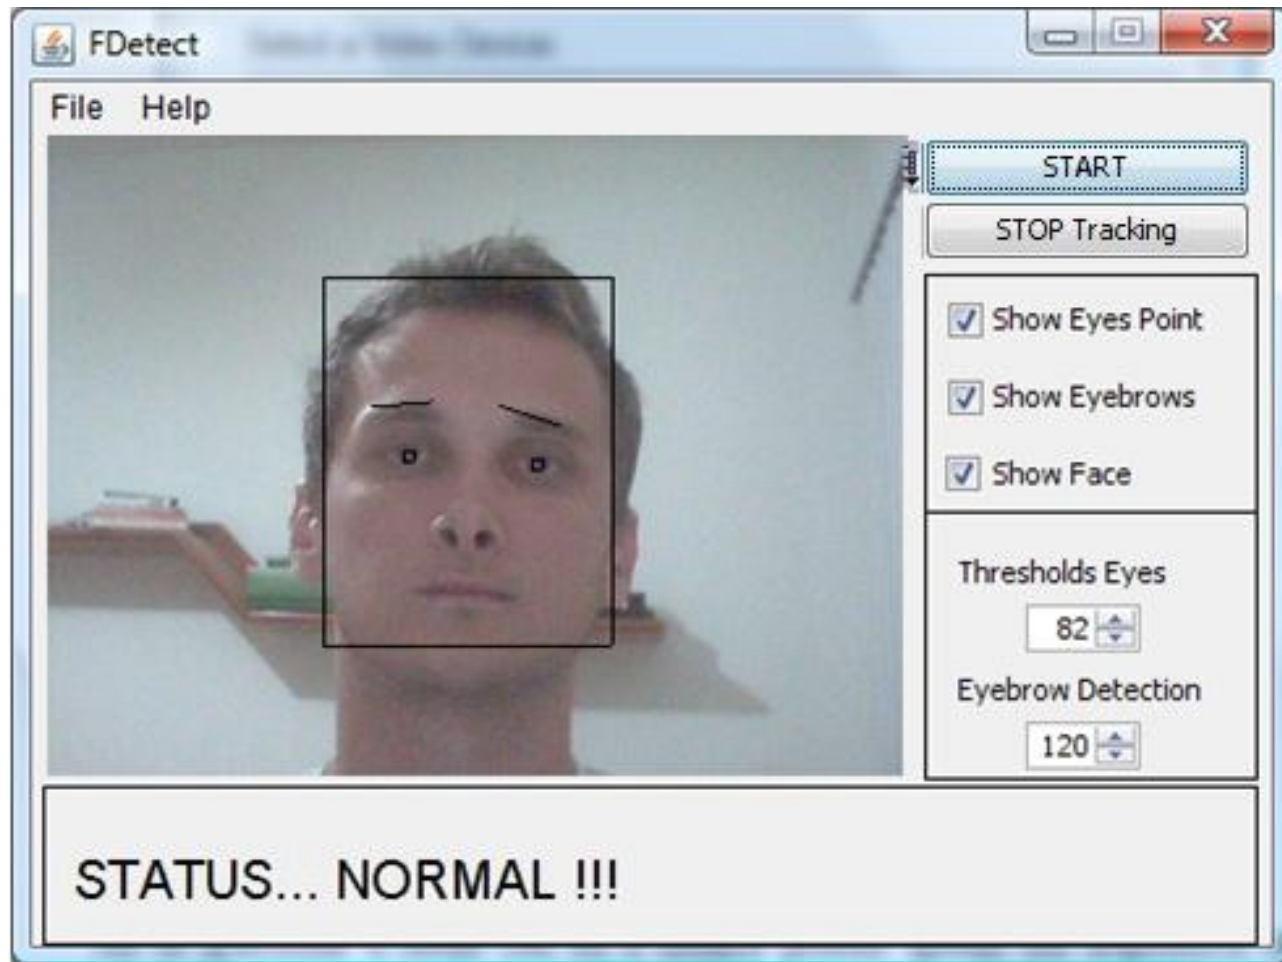 FDetect
File Help
START
STOP Tracking
Show Eyes Point
Show Eyebrows
Show Face
Thresholds Eyes
82
Eyebrow Detection
120
STATUS... NORMAL !!!